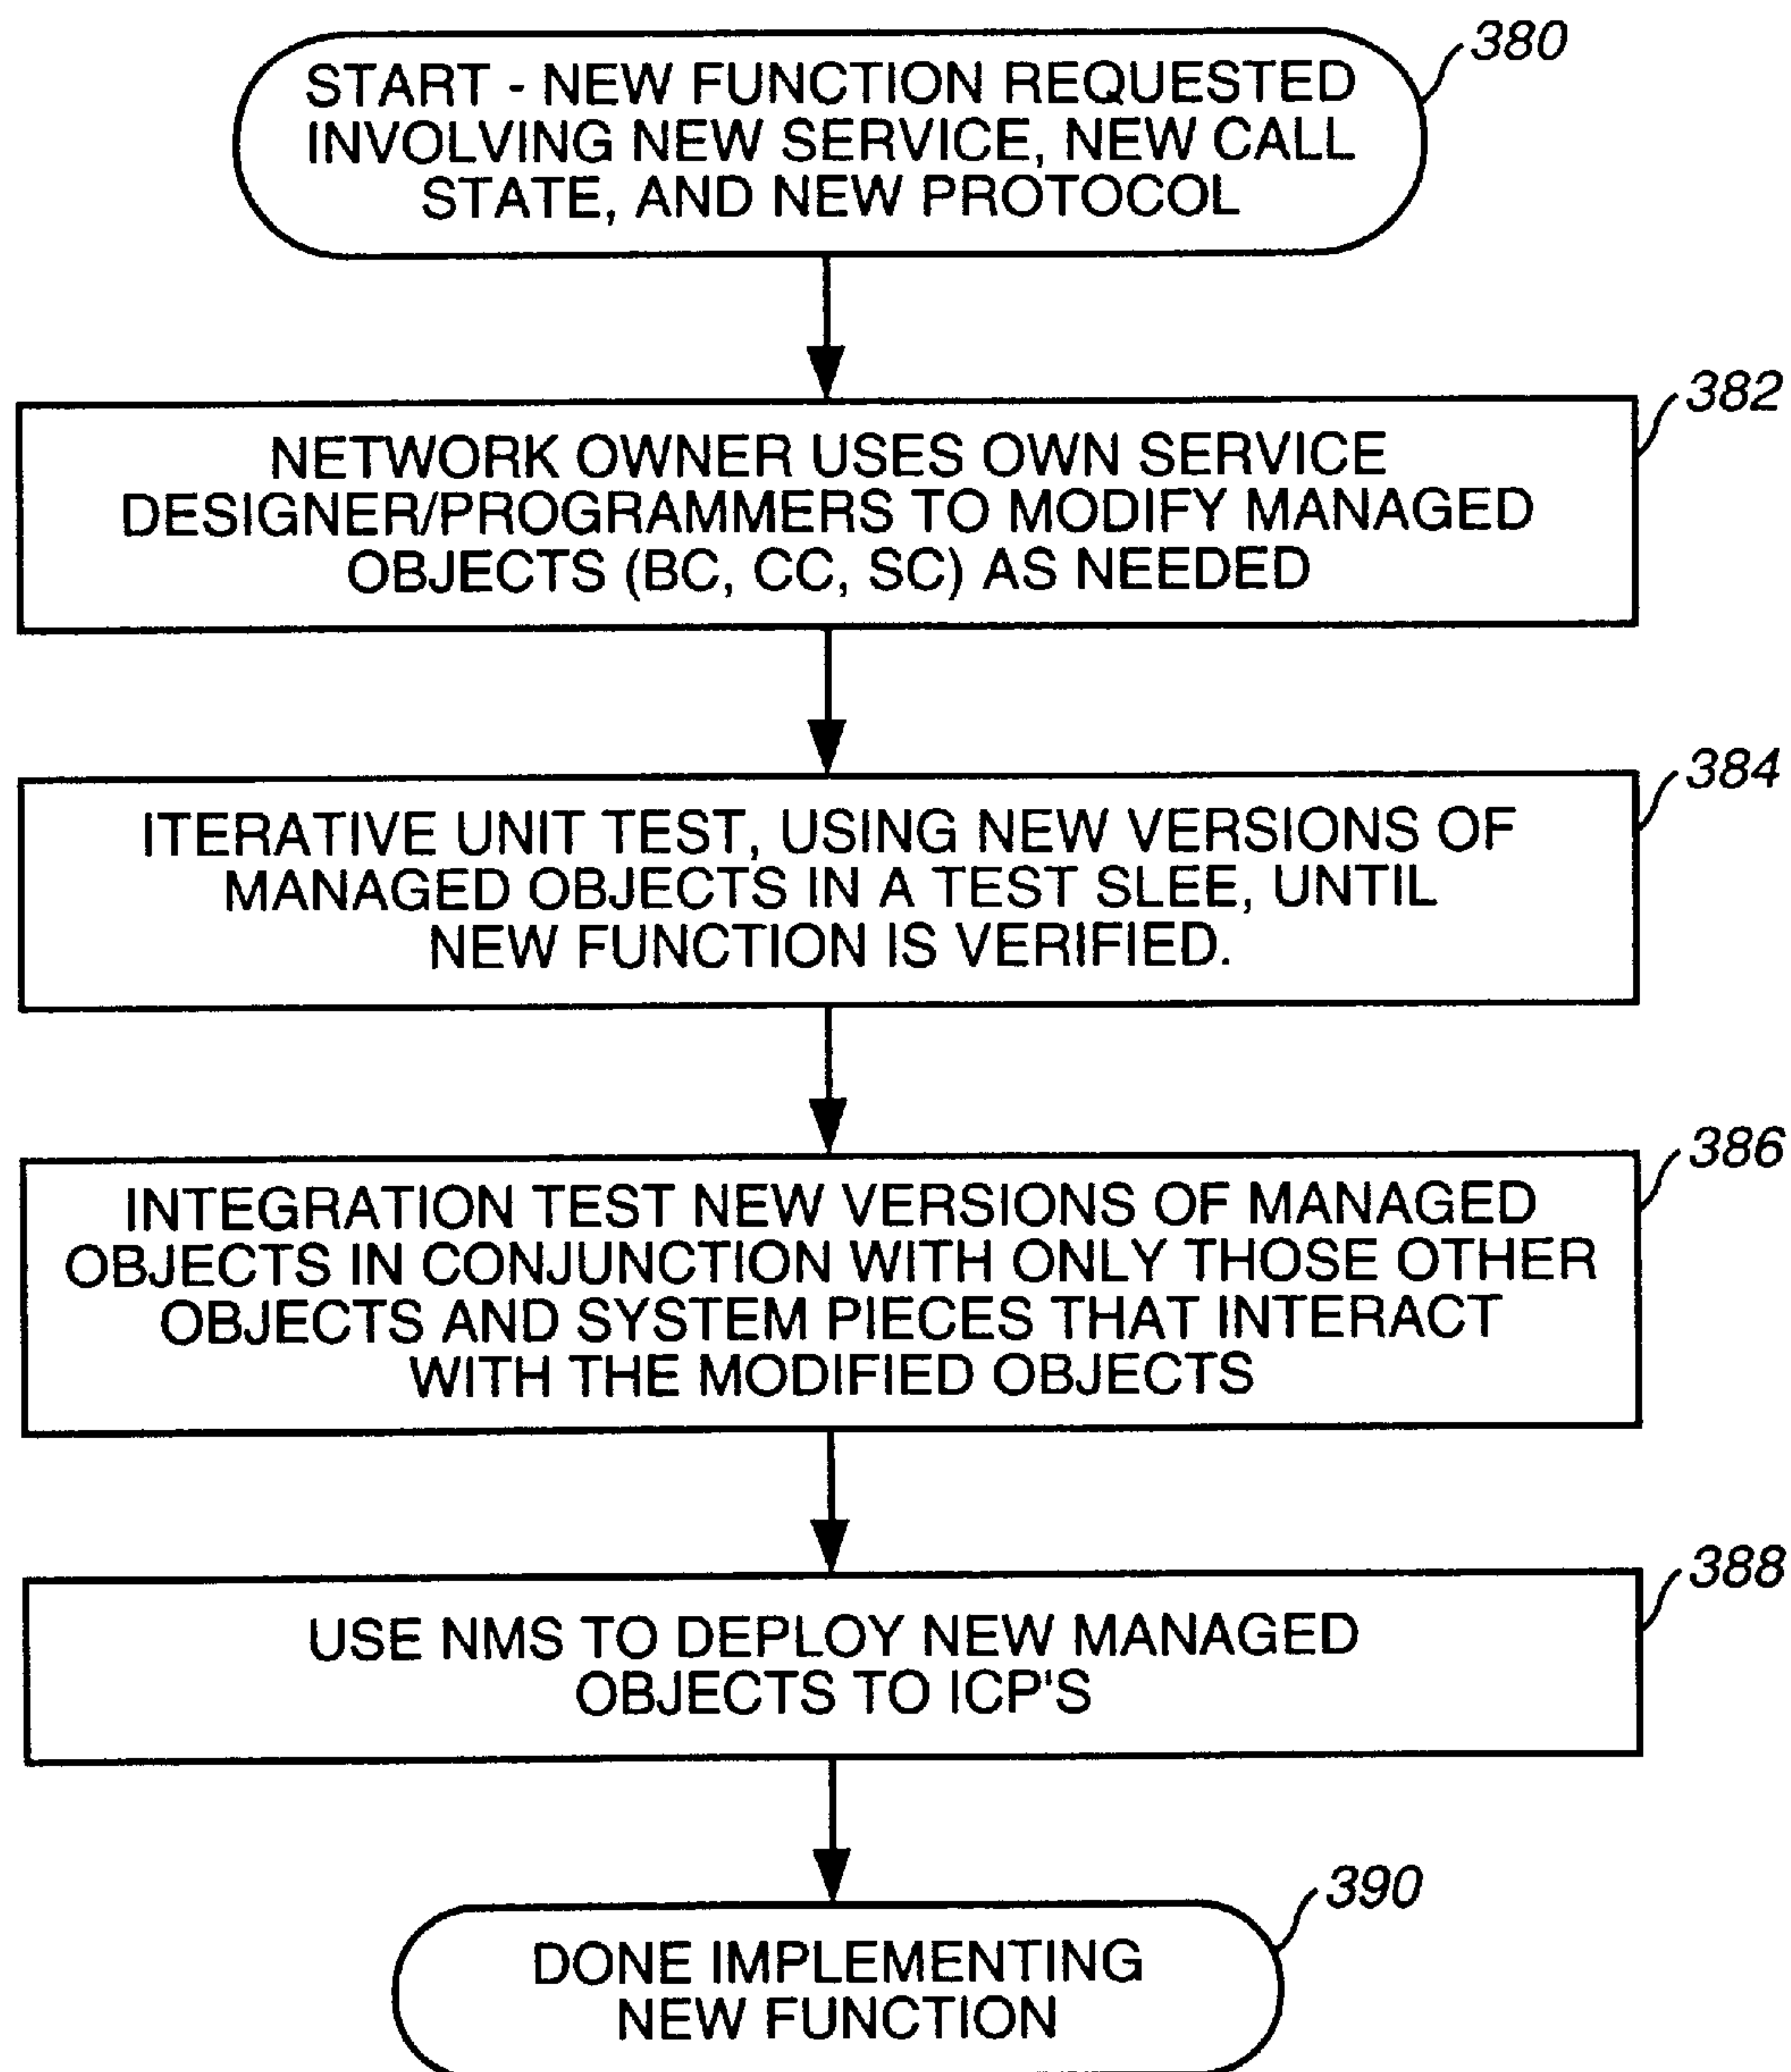 START - NEW FUNCTION REQUESTED
INVOLVING NEW SERVICE, NEW CALL
STATE, AND NEW PROTOCOL
380
NETWORK OWNER USES OWN SERVICE
DESIGNER/PROGRAMMERS TO MODIFY MANAGED
OBJECTS (BC, CC, SC) AS NEEDED
382
ITERATIVE UNIT TEST, USING NEW VERSIONS OF
MANAGED OBJECTS IN A TEST SLEE, UNTIL
NEW FUNCTION IS VERIFIED.
384
INTEGRATION TEST NEW VERSIONS OF MANAGED
OBJECTS IN CONJUNCTION WITH ONLY THOSE OTHER
OBJECTS AND SYSTEM PIECES THAT INTERACT
WITH THE MODIFIED OBJECTS
386
USE NMS TO DEPLOY NEW MANAGED
OBJECTS TO ICP'S
388
DONE IMPLEMENTING
NEW FUNCTION
390